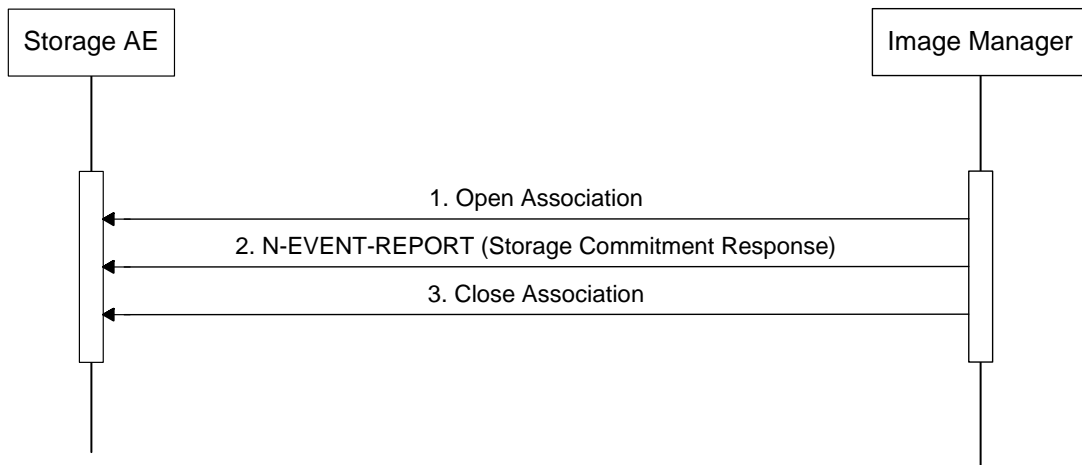 Storage AE
Image Manager
1. Open Association
2. N-EVENT-REPORT (Storage Commitment Response)
3. Close Association